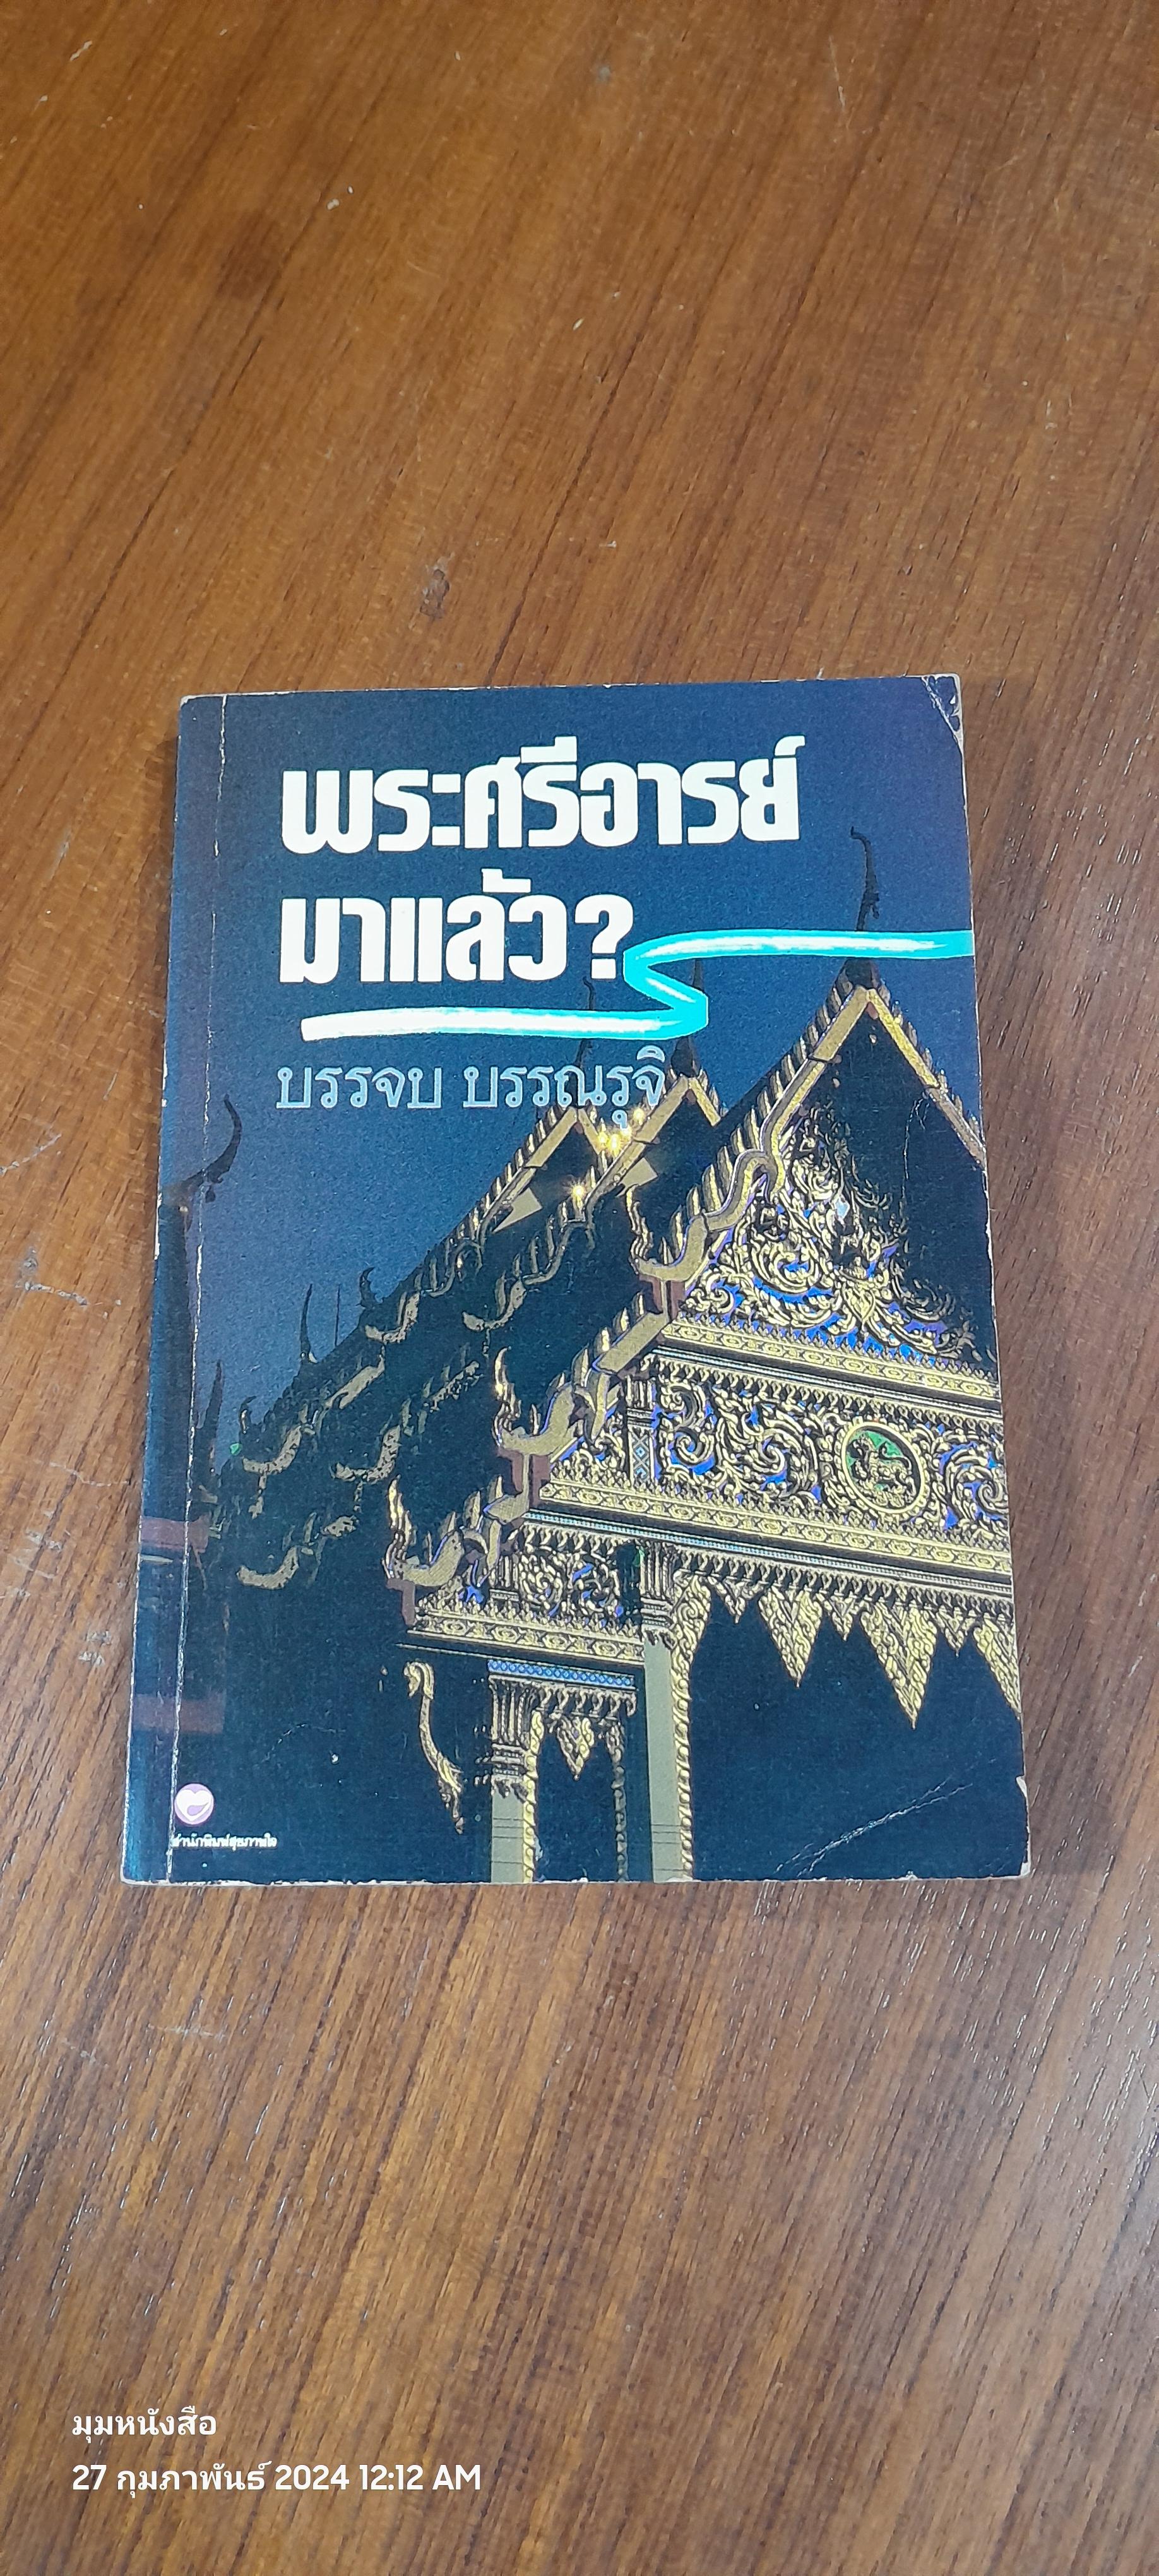 พระศรีอารย์
มาแล้ว?
บรรจบ บรรณรุจิ
สำนักพิมพ์สุขภาพใจ
มุมหนังสือ
27 กุมภาพันธ์ 2024 12:12 AM